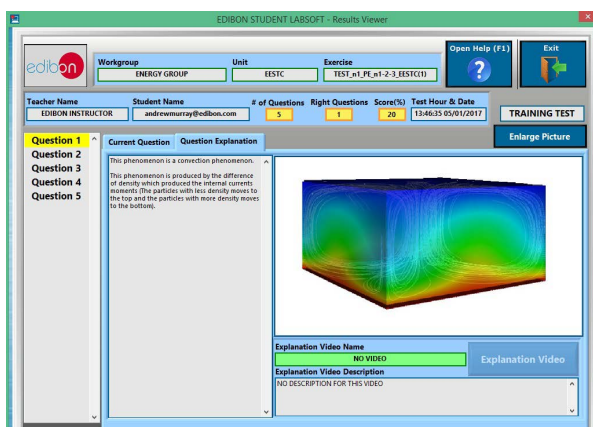 EDIBON STUDENT LABSOFT - Results Viewer
edibon
Workgroup
ENERGY GROUP
Unit
EESTC
Exercise
TEST_n1_PE_n1-2-3_EESTC(1)
Open Help (F1)
?
Exit
Teacher Name
EDIBON INSTRUCTOR
Student Name
andrewmurray@edibon.com
# of Questions
5
Right Questions
1
Score(%)
20
Test Hour & Date
13:46:35 05/01/2017
TRAINING TEST
Enlarge Picture
Question 1
Question 2
Question 3
Question 4
Question 5
Current Question
Question Explanation
This phenomenon is a convection phenomenon.
This phenomenon is produced by the difference
of density which produced the internal currents
moments (The particles with less density moves to
the top and the particles with more density moves
to the bottom).
Explanation Video Name
NO VIDEO
Explanation Video
Explanation Video Description
NO DESCRIPTION FOR THIS VIDEO